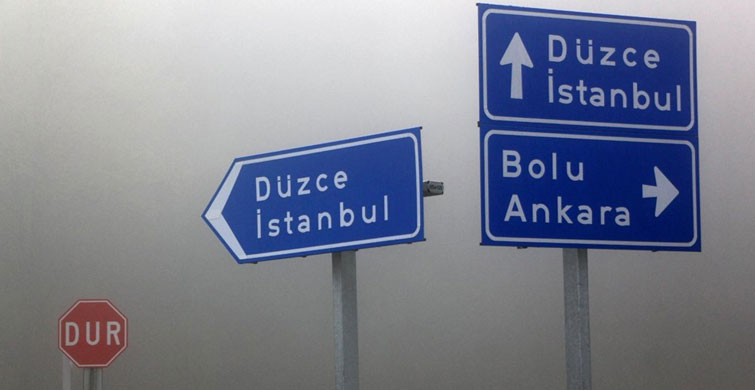 Düzce
İstanbul
Bolu
Ankara
Düzce
İstanbul
DUR